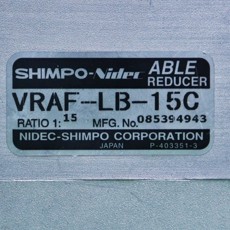 SHIMPO-Nidec ABLE REDUCER
VRAF-LB-15C
RATIO 1: 15 MFG. No. 085394943
NIDEC-SHIMPO CORPORATION
JAPAN P-403351-3